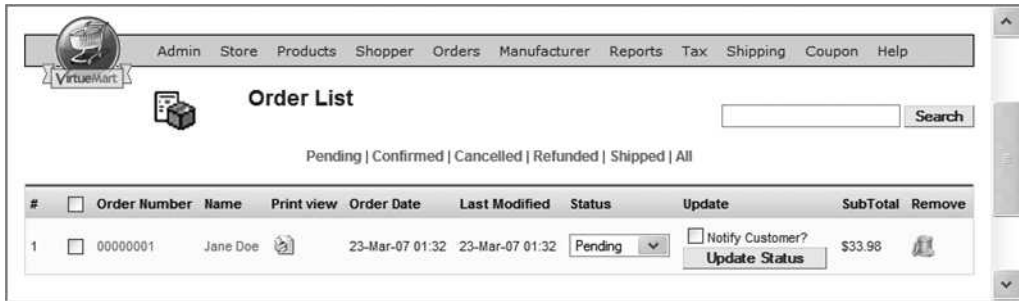 Admin Store Products Shopper Orders Manufacturer Reports Tax Shipping Coupon Help
VirtueMart
Order List
Search
Pending | Confirmed | Cancelled | Refunded | Shipped | All
# Order Number Name Print view Order Date Last Modified Status Update SubTotal Remove
1 00000001 Jane Doe 23-Mar-07 01:32 23-Mar-07 01:32 Pending Notify Customer? $33.98
Update Status